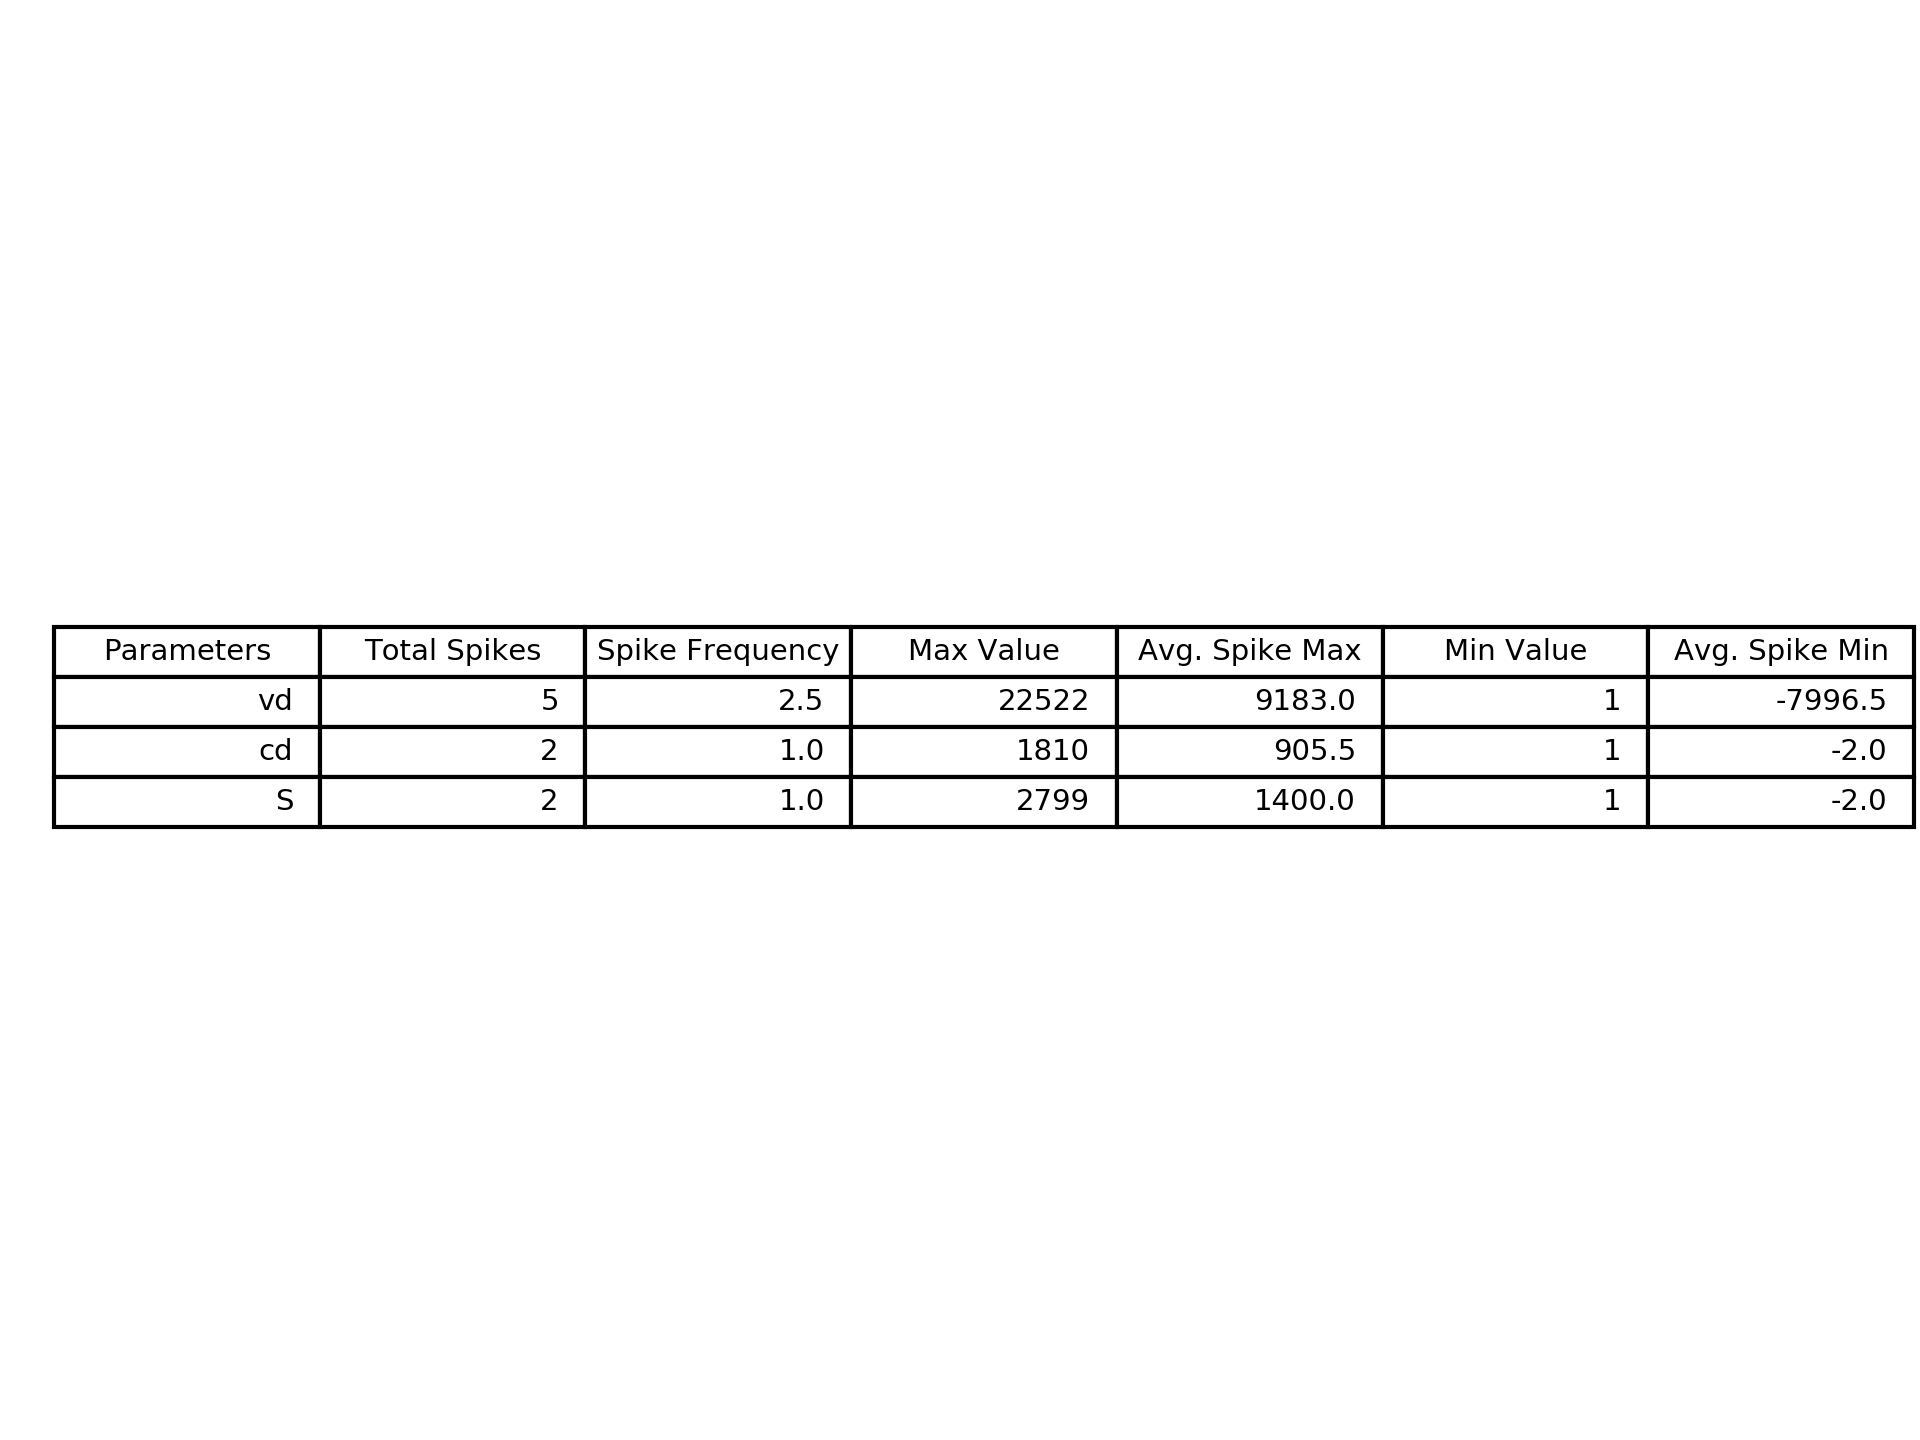 Parameters Total Spikes Spike Frequency Max Value Avg. Spike Max Min Value Avg. Spike Min
vd 5 2.5 22522 9183.0 1 -7996.5
cd 2 1.0 1810 905.5 1 -2.0
S 2 1.0 2799 1400.0 1 -2.0